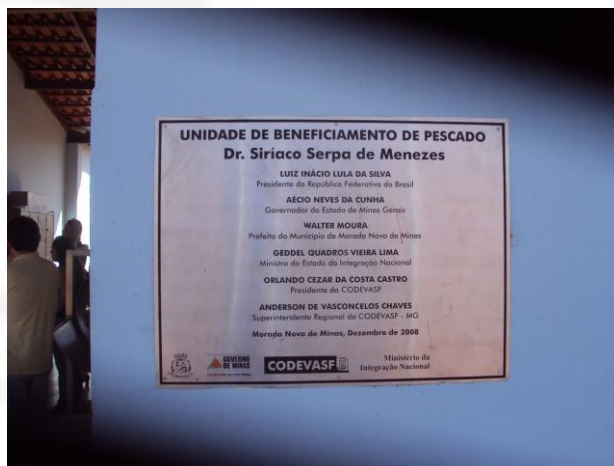 UNIDADE DE BENEFICIAMENTO DE PESCADO
Dr. Siríaco Serpa de Menezes
LUIZ INÁCIO LULA DA SILVA
Presidente da República Federativa do Brasil
AÉCIO NEVES DA CUNHA
Governador do Estado de Minas Gerais
WALTER MOURA
Prefeito do Município de Morada Nova de Minas
GEDDEL QUADROS VIEIRA LIMA
Ministro do Estado da Integração Nacional
ORLANDO CEZAR DA COSTA CASTRO
Presidente da CODEVASF
ANDERSON DE VASCONCELOS CHAVES
Superintendente Regional da CODEVASF - MG
Morada Nova de Minas, Dezembro de 2008
GOVERNO
DE MINAS
CODEVASF
Ministério da
Integração Nacional